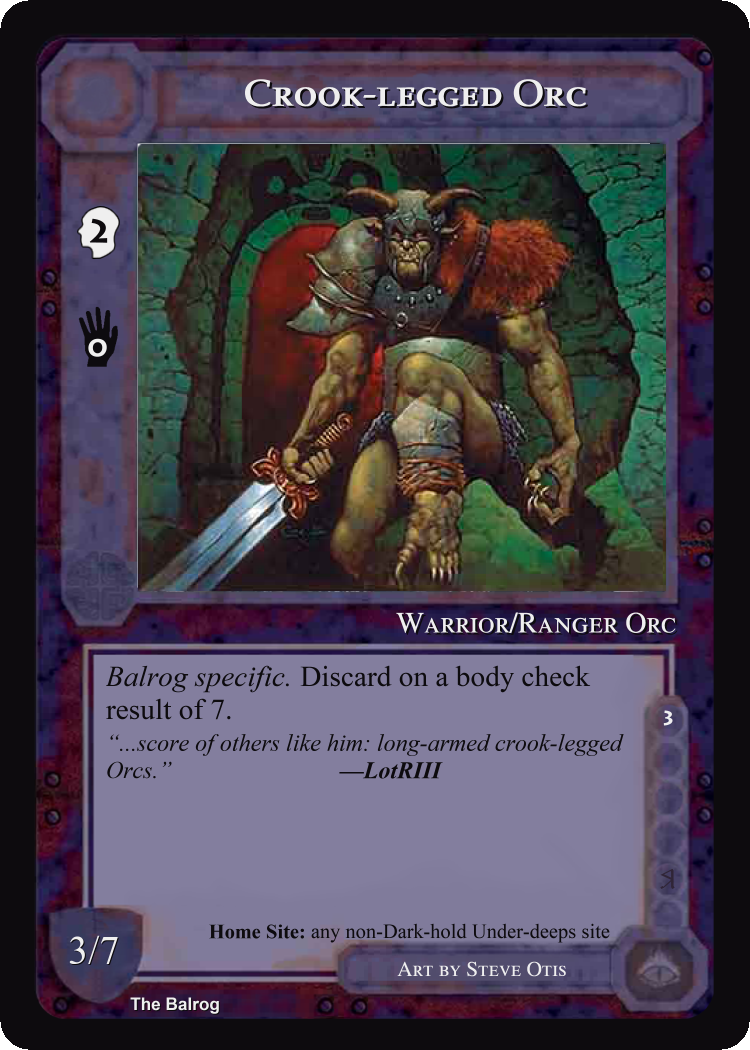 Crook-legged Orc
2
0
Warrior/Ranger Orc
Balrog specific. Discard on a body check
result of 7.
“...score of others like him: long-armed crook-legged
Orcs.” —LotRIII
3
Home Site: any non-Dark-hold Under-deeps site
3/7
Art by Steve Otis
The Balrog